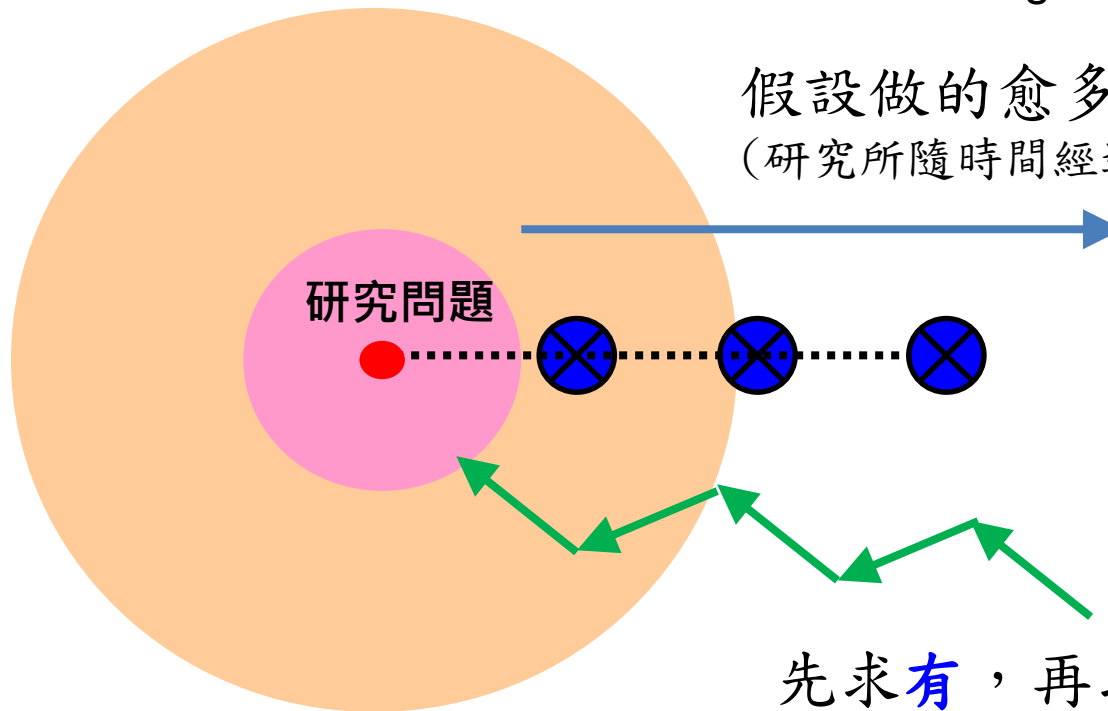 g
假設做的愈多
(研究所隨時間經
研究問題
先求有，再